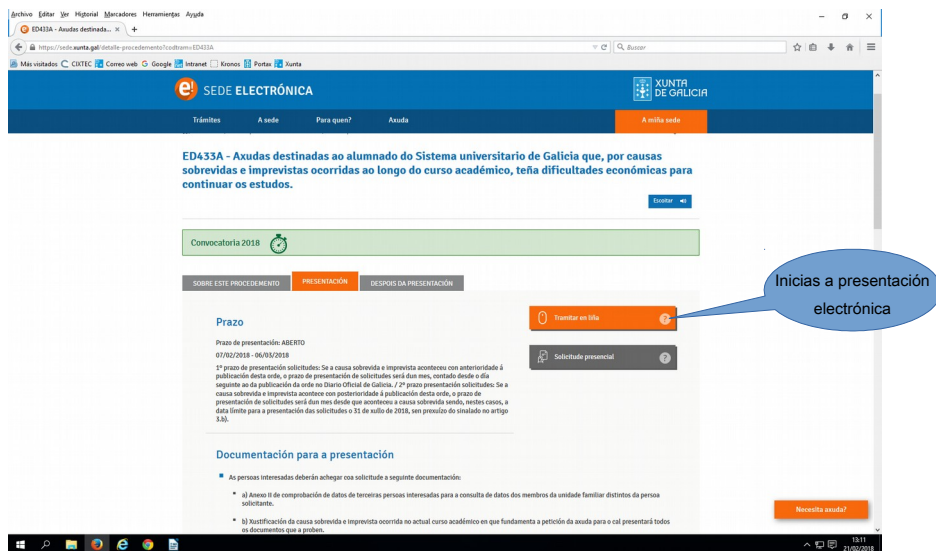 Archivo Editar Ver Historial Marcadores Herramientas Ayuda
ED433A - Axudas destinada... × +
https://sede.xunta.gal/detalle-procedemento?codtram=ED433A
Buscar
Más visitados CIXTEC Correo web Google Intranet Kronos Portax Xunta
e! SEDE ELECTRÓNICA
XUNTA
DE GALICIA
Trámites A sede Para quen? Axuda A miña sede
ED433A - Axudas destinadas ao alumnado do Sistema universitario de Galicia que, por causas
sobrevidas e imprevistas ocorridas ao longo do curso académico, teña dificultades económicas para
continuar os estudos.
Escoitar
Convocatoria 2018
SOBRE ESTE PROCEDEMENTO PRESENTACIÓN DESPOIS DA PRESENTACIÓN
Inicias a presentación
electrónica
Tramitar en liña ?
Solicitude presencial ?
Prazo
Prazo de presentación: ABERTO
07/02/2018 - 06/03/2018
1º prazo de presentación solicitudes: Se a causa sobrevida e imprevista aconteceu con anterioridade á
publicación desta orde, o prazo de presentación de solicitudes será dun mes, contado desde o día
seguinte ao da publicación da orde no Diario Oficial de Galicia. / 2º prazo presentación solicitudes: Se a
causa sobrevida e imprevista acontece con posterioridade á publicación desta orde, o prazo de
presentación de solicitudes será dun mes desde que aconteceu a causa sobrevida sendo, nestes casos, a
data límite para a presentación das solicitudes o 31 de xullo de 2018, sen prexuízo do sinalado no artigo
3.b).
Documentación para a presentación
As persoas interesadas deberán achegar coa solicitude a seguinte documentación:
a) Anexo II de comprobación de datos de terceiras persoas interesadas para a consulta de datos dos membros da unidade familiar distintos da persoa
solicitante.
b) Xustificación da causa sobrevida e imprevista ocorrida no actual curso académico en que fundamenta a petición da axuda para o cal presentará todos
os documentos que a proben.
Necesita axuda?
13:11
21/02/2018